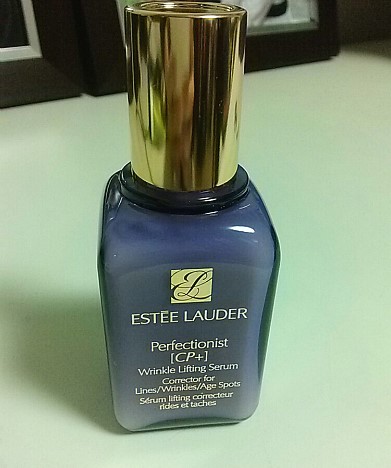 EL
ESTĒE LAUDER
Perfectionist
[CP+]
Wrinkle Lifting Serum
Corrector for
Lines/Wrinkles/Age Spots
Sérum lifting correcteur
rides et taches